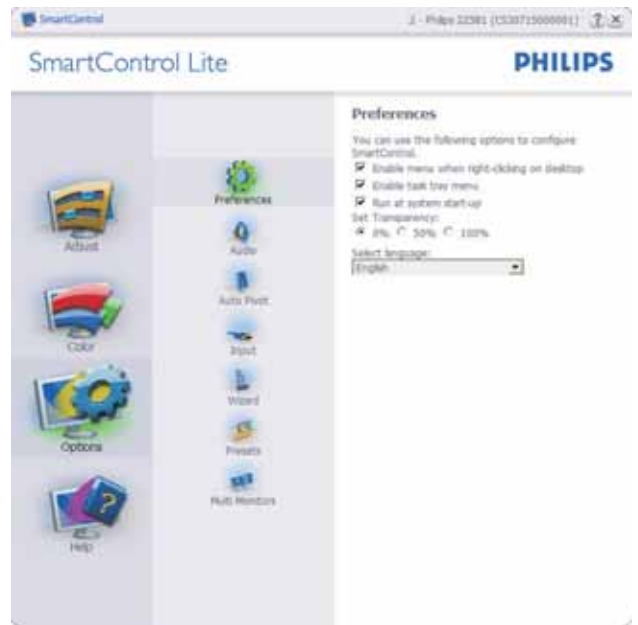 SmartControl
? X
SmartControl Lite
PHILIPS
Adjust
Color
Options
Help
Preferences
Audio
Auto Pivot
Input
Wizard
Presets
Multi Monitors
Preferences
You can use the following options to configure
SmartControl.
Enable menu when right-clicking on desktop
Enable task tray menu
Run at system start-up
Set Transparency:
0% 50% 100%
Select language:
English